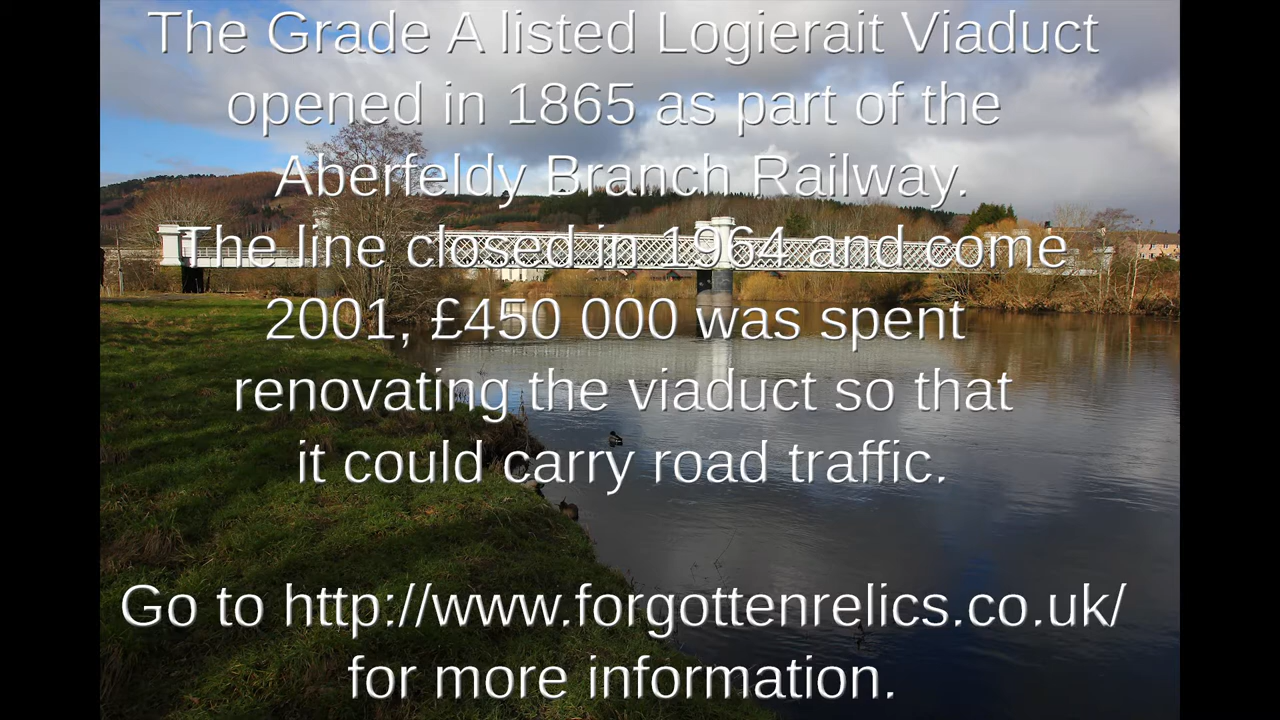 The Grade A listed Logierait Viaduct
opened in 1865 as part of the
Aberfeldy Branch Railway.
The line closed in 1964 and come
2001, £450 000 was spent
renovating the viaduct so that
it could carry road traffic.
Go to http://www.forgottenrelics.co.uk/
for more information.